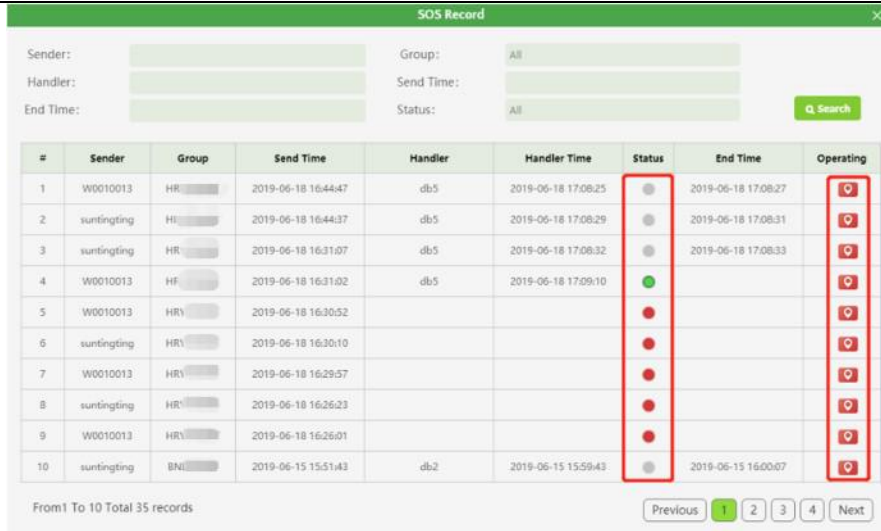 SOS Record
Sender: Group: All
Handler: Send Time:
End Time: Status: All Search
# Sender Group Send Time Handler Handler Time Status End Time Operating
1 W0010013 HR 2019-06-18 16:44:47 db5 2019-06-18 17:08:25 2019-06-18 17:08:27
2 suntingting 2019-06-18 16:44:37 db5 2019-06-18 17:08:29 2019-06-18 17:08:31
3 suntingting HR 2019-06-18 16:31:07 db5 2019-06-18 17:08:32 2019-06-18 17:08:33
4 W0010013 2019-06-18 16:31:02 db5 2019-06-18 17:09:10
5 W0010013 2019-06-18 16:30:52
6 suntingting 2019-06-18 16:30:10
7 W0010013 2019-06-18 16:29:57
8 suntingting 2019-06-18 16:26:23
9 W0010013 2019-06-18 16:26:01
10 suntingting 2019-06-15 15:51:43 db2 2019-06-15 15:59:43 2019-06-15 16:00:07
From1 To 10 Total 35 records Previous 1 2 3 4 Next